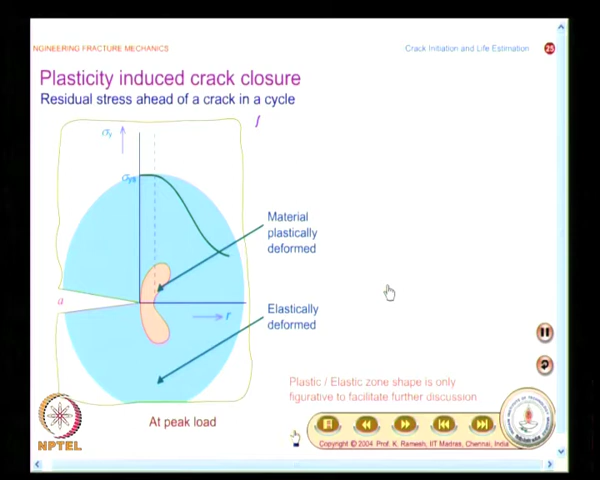 NGINEERING FRACTURE MECHANICS
Crack Initiation and Life Estimation
25
Plasticity induced crack closure
Residual stress ahead of a crack in a cycle
σy
σys
Material
plastically
deformed
a
r
Elastically
deformed
Plastic / Elastic zone shape is only
figurative to facilitate further discussion
At peak load
NPTEL
Copyright © 2004 Prof. K. Ramesh, IIT Madras, Chennai, India